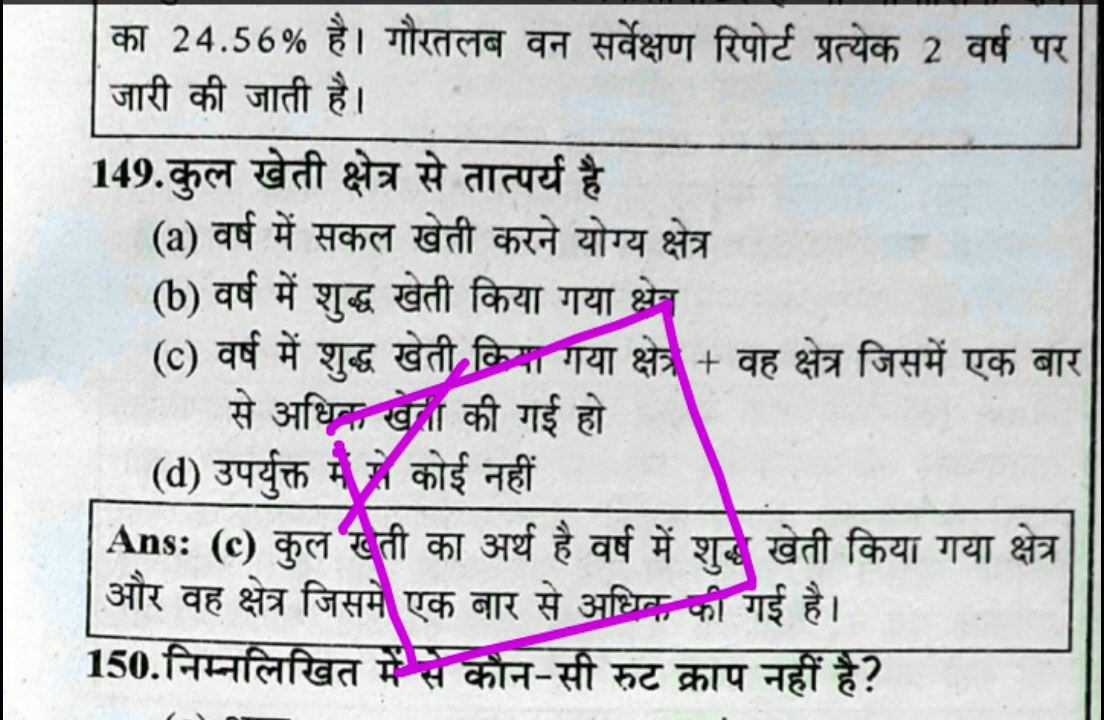 का 24.56% है। गौरतलब वन सर्वेक्षण रिपोर्ट प्रत्येक 2 वर्ष पर
जारी की जाती है।
149.कुल खेती क्षेत्र से तात्पर्य है
(a) वर्ष में सकल खेती करने योग्य क्षेत्र
(b) वर्ष में शुद्ध खेती किया गया क्षेत्र
(c) वर्ष में शुद्ध खेती किया गया क्षेत्र + वह क्षेत्र जिसमें एक बार
से अधिक खेती की गई हो
(d) उपर्युक्त में से कोई नहीं
Ans: (c) कुल खेती का अर्थ है वर्ष में शुद्ध खेती किया गया क्षेत्र
और वह क्षेत्र जिसमें एक बार से अधिक की गई है।
150.निम्नलिखित में से कौन-सी रुट क्राप नहीं है?